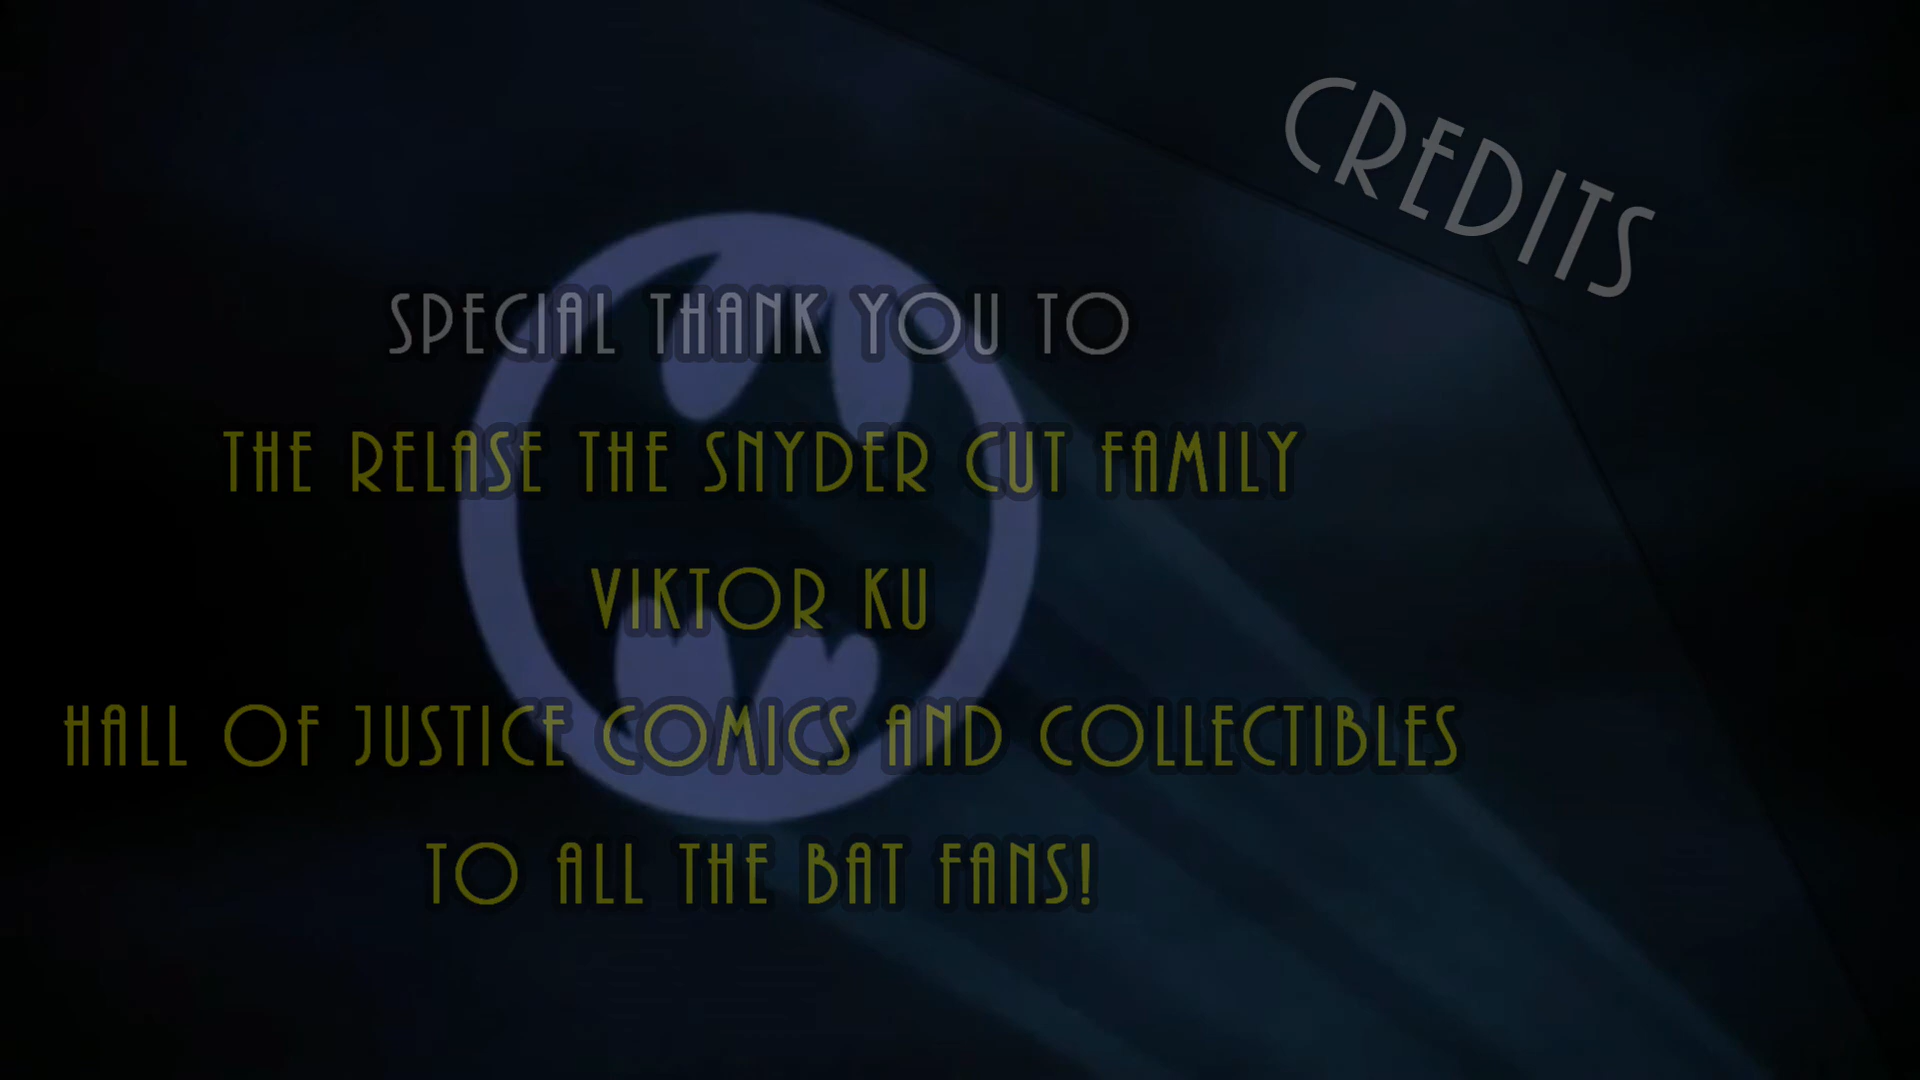 CREDITS
SPECIAL THANK YOU TO
THE RELASE THE SNYDER CUT FAMILY
VIKTOR KU
HALL OF JUSTICE COMICS AND COLLECTIBLES
TO ALL THE BAT FANS!